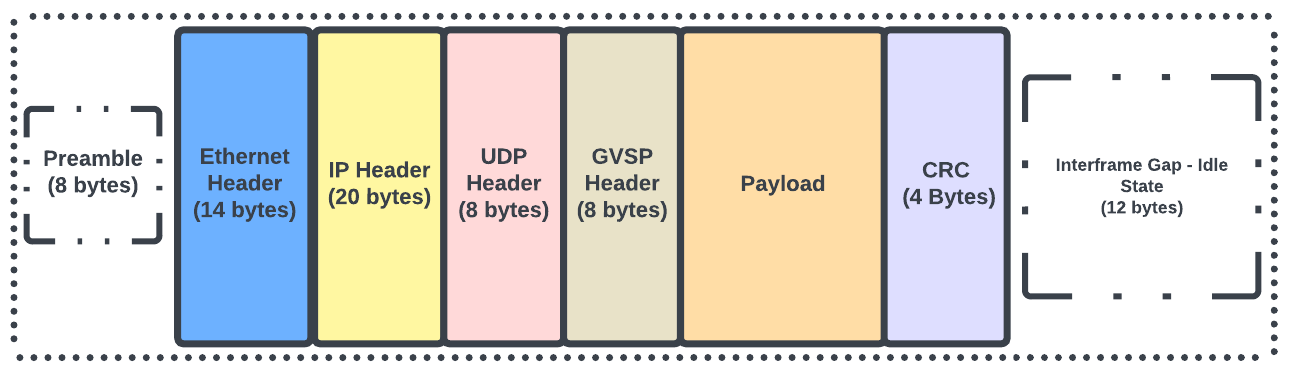 Preamble
(8 bytes)
Ethernet
Header
(14 bytes)
IP Header
(20 bytes)
UDP
Header
(8 bytes)
GVSP
Header
(8 bytes)
Payload
CRC
(4 Bytes)
Interframe Gap - Idle
State
(12 bytes)